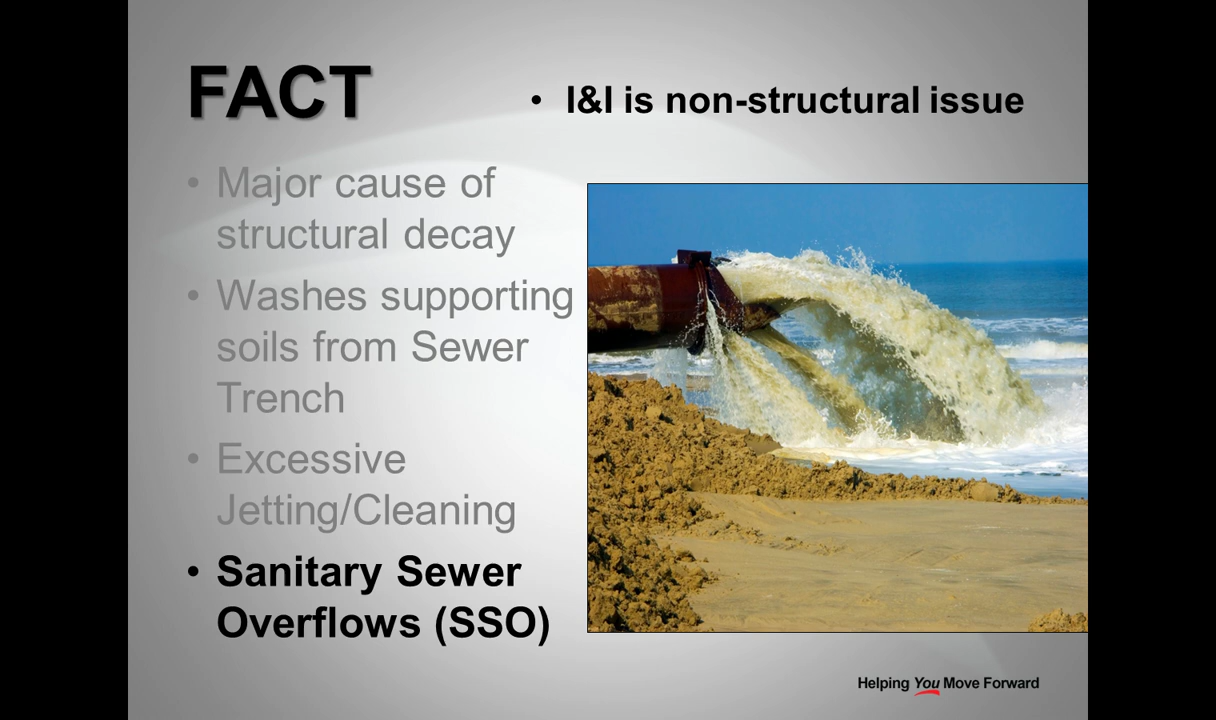 FACT
• I&I is non-structural issue
• Major cause of
structural decay
• Washes supporting
soils from Sewer
Trench
• Excessive
Jetting/Cleaning
• Sanitary Sewer
Overflows (SSO)
Helping You Move Forward